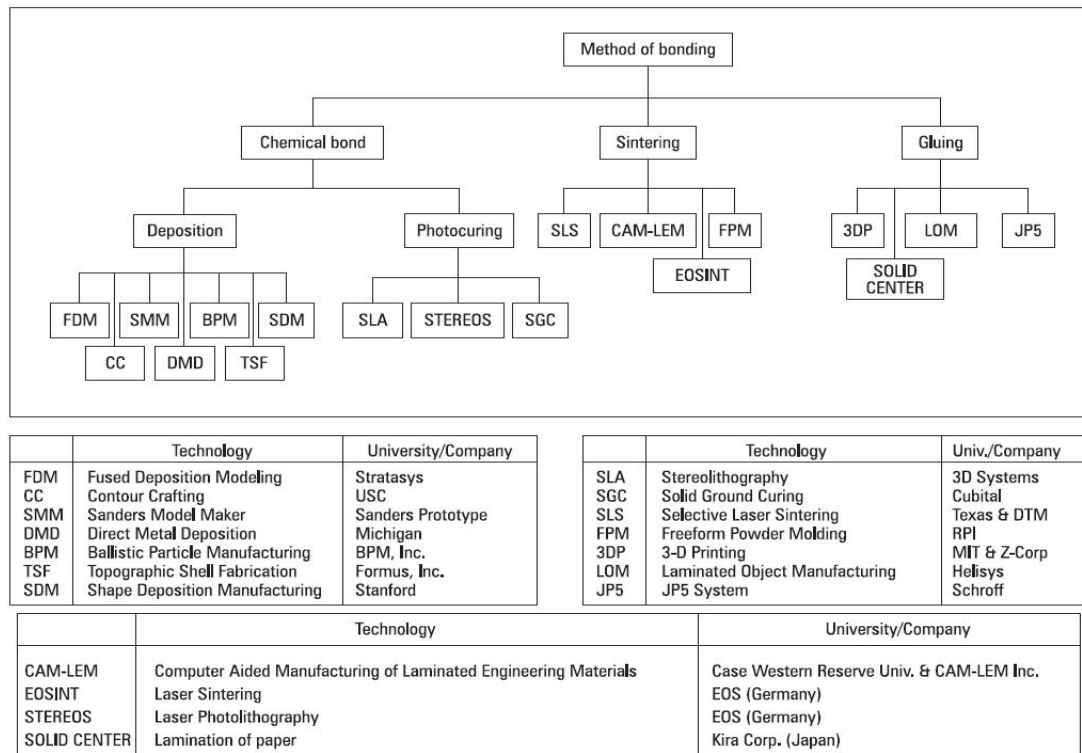 Method of bonding
Chemical bond
Sintering
Gluing
Deposition
Photocuring
SLS
CAM-LEM
FPM
3DP
LOM
JP5
EOSINT
SOLID
CENTER
FDM
SMM
BPM
SDM
SLA
STEREOS
SGC
CC
DMD
TSF
Technology University/Company
FDM Fused Deposition Modeling Stratasys
CC Contour Crafting USC
SMM Sanders Model Maker Sanders Prototype
DMD Direct Metal Deposition Michigan
BPM Ballistic Particle Manufacturing BPM, Inc.
TSF Topographic Shell Fabrication Formus, Inc.
SDM Shape Deposition Manufacturing Stanford
Technology Univ./Company
SLA Stereolithography 3D Systems
SGC Solid Ground Curing Cubital
SLS Selective Laser Sintering Texas & DTM
FPM Freeform Powder Molding RPI
3DP 3-D Printing MIT & Z-Corp
LOM Laminated Object Manufacturing Helisys
JP5 JP5 System Schroff
Technology University/Company
CAM-LEM Computer Aided Manufacturing of Laminated Engineering Materials Case Western Reserve Univ. & CAM-LEM Inc.
EOSINT Laser Sintering EOS (Germany)
STEREOS Laser Photolithography EOS (Germany)
SOLID CENTER Lamination of paper Kira Corp. (Japan)